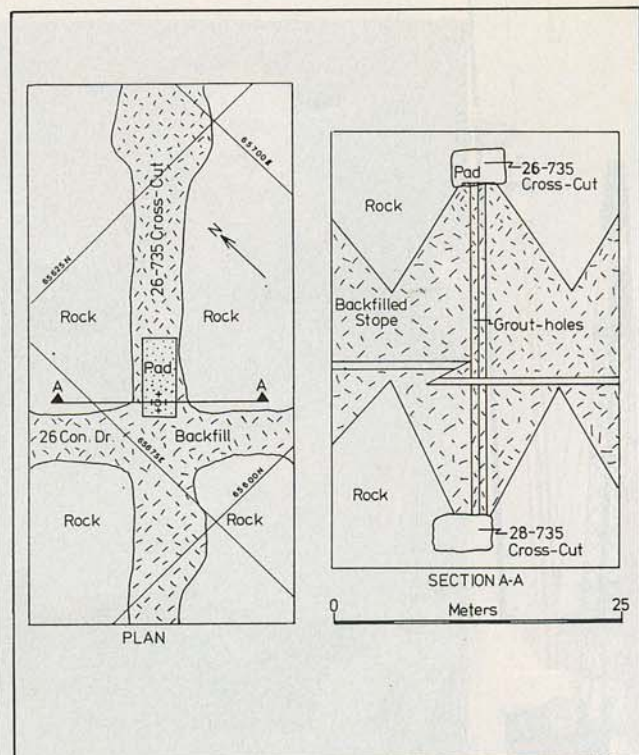 65700E
26-735 Cross-Cut
65625N
N
Rock
Rock
Pad
A
A
26 Con. Dr.
Backfill
65675E
65600N
Rock
Rock
PLAN
Pad
26-735
Cross-Cut
Rock
Backfilled
Stope
Grout-holes
Rock
28-735
Cross-Cut
SECTION A-A
0
25
Meters